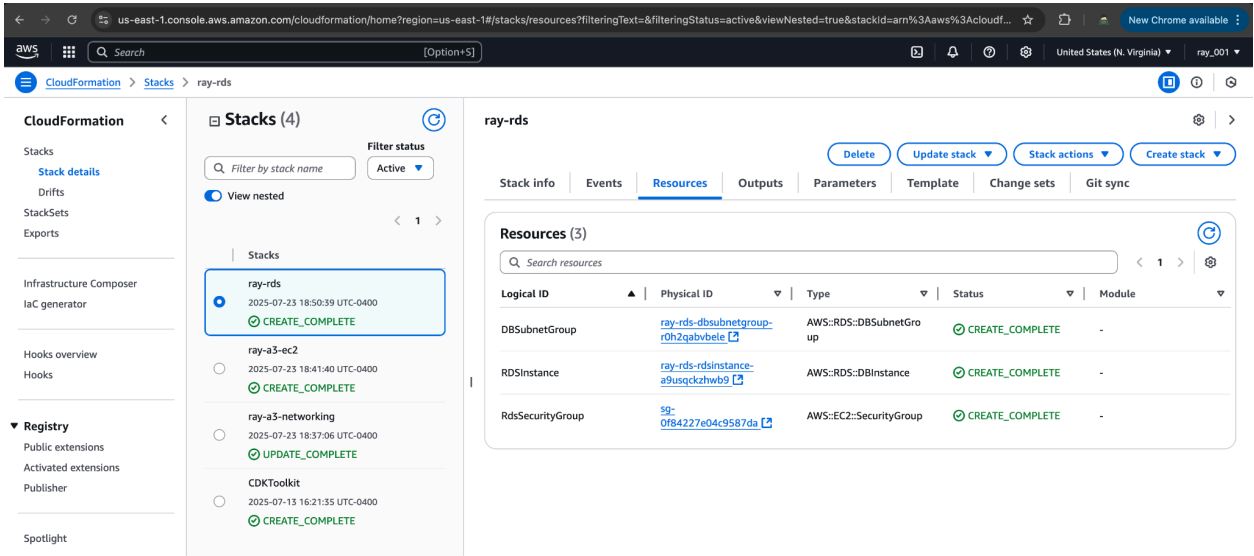 us-east-1.console.aws.amazon.com/cloudformation/home?region=us-east-1#/stacks/resources?filteringText=&filteringStatus=active&viewNested=true&stackId=arn%3Aaws%3Acloudf...
New Chrome available
aws
Search
[Option+S]
United States (N. Virginia)
ray_001
CloudFormation
Stacks
ray-rds
CloudFormation
Stacks
Stack details
Drifts
StackSets
Exports
Infrastructure Composer
IaC generator
Hooks overview
Hooks
Registry
Public extensions
Activated extensions
Publisher
Spotlight
Stacks (4)
Filter status
Filter by stack name
Active
View nested
1
Stacks
ray-rds
2025-07-23 18:50:39 UTC-0400
CREATE_COMPLETE
ray-a3-ec2
2025-07-23 18:41:40 UTC-0400
CREATE_COMPLETE
ray-a3-networking
2025-07-23 18:37:06 UTC-0400
UPDATE_COMPLETE
CDKToolkit
2025-07-13 16:21:35 UTC-0400
CREATE_COMPLETE
ray-rds
Delete
Update stack
Stack actions
Create stack
Stack info
Events
Resources
Outputs
Parameters
Template
Change sets
Git sync
Resources (3)
Search resources
1
Logical ID
Physical ID
Type
Status
Module
DBSubnetGroup
ray-rds-dbsubnetgroup-
r0h2qabvbele
AWS::RDS::DBSubnetGro
up
CREATE_COMPLETE
-
RDSInstance
ray-rds-rdsinstance-
a9usqckzhwb9
AWS::RDS::DBInstance
CREATE_COMPLETE
-
RdsSecurityGroup
sg-
0f84227e04c9587da
AWS::EC2::SecurityGroup
CREATE_COMPLETE
-